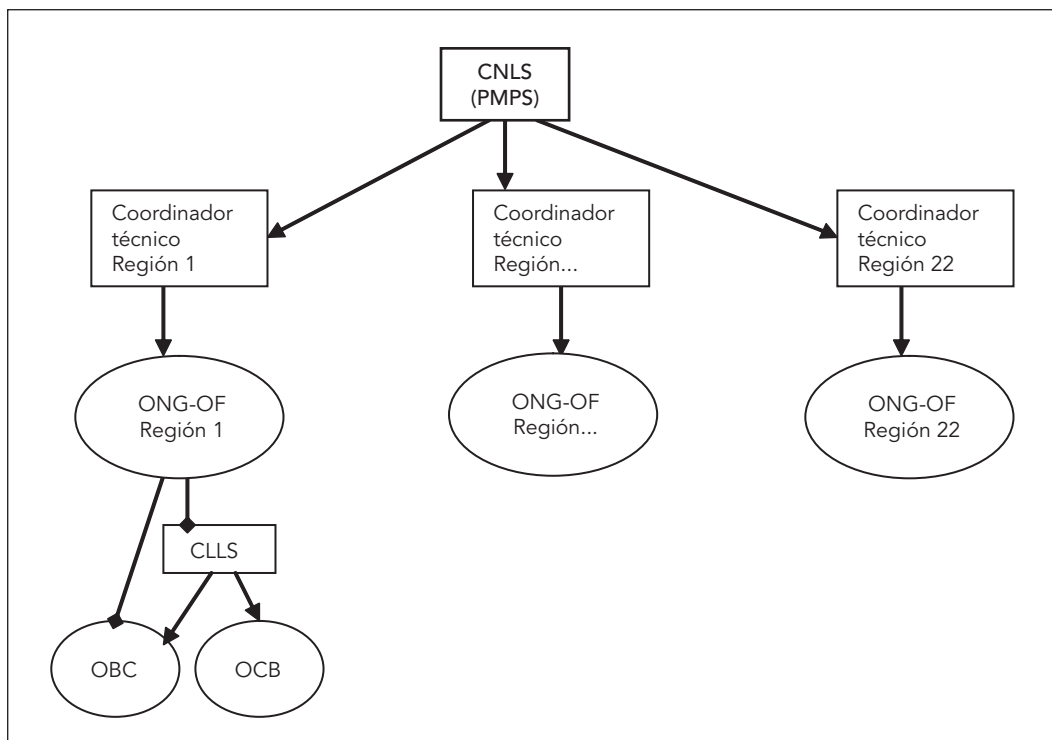 CNLS
(PMPS)
Coordinador
técnico
Región 1
Coordinador
técnico
Región...
Coordinador
técnico
Región 22
ONG-OF
Región 1
ONG-OF
Región...
ONG-OF
Región 22
CLLS
OBC
OCB